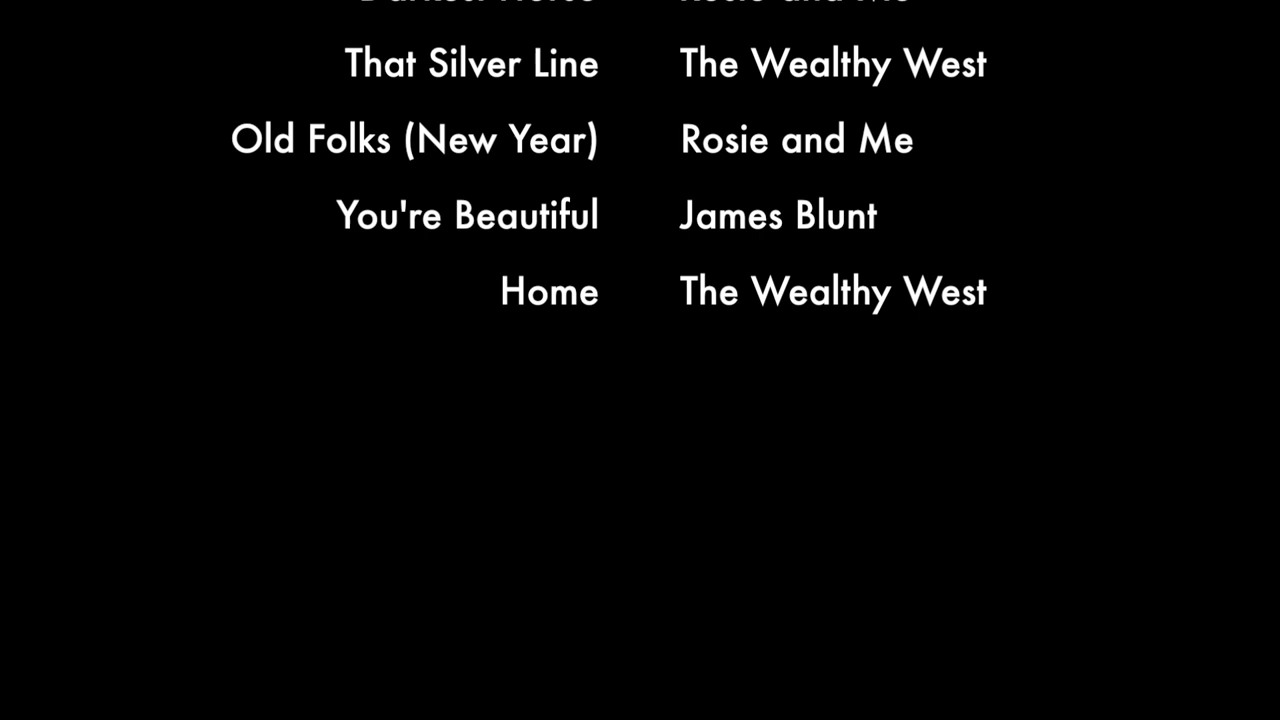 That Silver Line The Wealthy West
Old Folks (New Year) Rosie and Me
You're Beautiful James Blunt
Home The Wealthy West